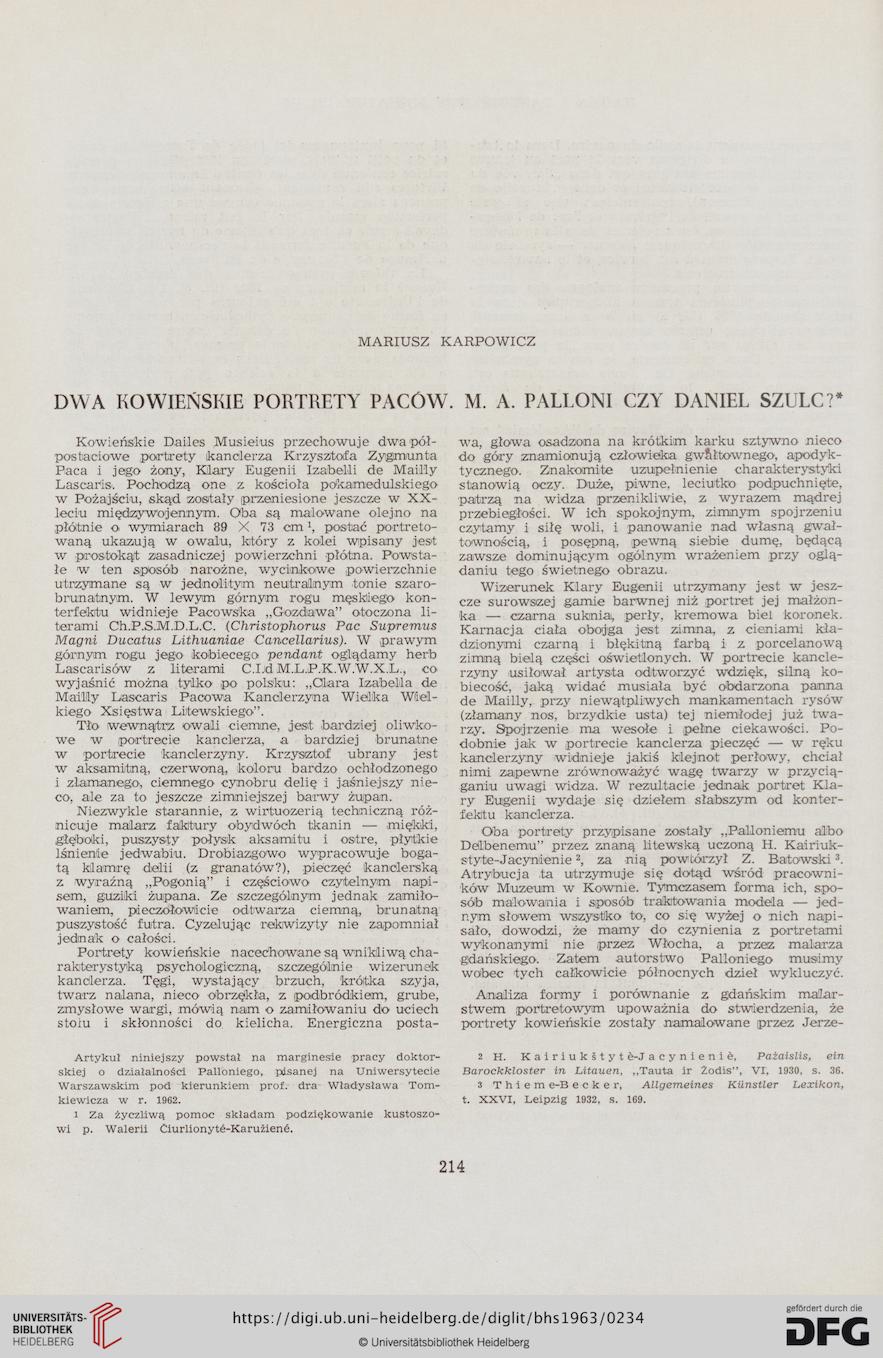 MARIUSZ KARPOWICZ
DWA KOWIEŃSKIE PORTRETY PACÓW. M. A. PALLONI CZY DANIEL SZULC?*
Kowieńskie Dailes Musieius przechowuje dwa pół-
postaciowe portrety kanclerza Krzysztofa Zygmunta
Paca i jego żony, Klary Eugenii Izabelli de Mailly
Lascaris. Pochodzą one z kościoła pokamedulskiego
w Pożajściu, skąd zostały przeniesione jeszcze w XX-
leciu międzywojennym. Oba są malowane olejno na
płótnie o wymiarach 89 × 73 cm ¹, postać portreto-
waną ukazują w owalu, który z kolei wpisany jest
w prostokąt zasadniczej powierzchni płótna. Powsta-
łe w ten sposób narożne, wycinkowe powierzchnie
utrzymane są w jednolitym neutralnym tonie szaro-
brunatnym. W lewym górnym rogu męskiego kon-
terfektu widnieje Pacowska „Gozdawa” otoczona li-
terami Ch.P.S.M.D.L.C. (Christophorus Pac Supremus
Magni Ducatus Lithuaniae Cancellarius). W prawym
górnym rogu jego kobiecego pendant oglądamy herb
Lascarisów z literami C.I.d M.L.P.K.W.W.X.L., co
wyjaśnić można tylko po polsku: „Clara Izabella de
Mailly Lascaris Pacowa Kanclerzyna Wielka Wiel-
kiego Xsięstwa Litewskiego”.
Tło wewnątrz owali ciemne, jest bardziej oliwko-
we w portrecie kanclerza, a bardziej brunatne
w portrecie kanclerzyny. Krzysztof ubrany jest
w aksamitną, czerwoną, koloru bardzo ochłodzonego
i złamanego, ciemnego cynobru delię i jaśniejszy nie-
co, ale za to jeszcze zimniejszej barwy żupan.
Niezwykle starannie, z wirtuozerią techniczną róż-
nicuje malarz faktury obydwóch tkanin — miękki,
głęboki, puszysty połysk aksamitu i ostre, płytkie
lśnienie jedwabiu. Drobiazgowo wypracowuje boga-
tą klamrę delii (z granatów?), pieczęć kanclerską
z wyraźną „Pogonią” i częściowo czytelnym napi-
sem, guziki żupana. Ze szczególnym jednak zamiło-
waniem, pieczołowicie odtwarza ciemną, brunatną
puszystość futra. Cyzelując rekwizyty nie zapomniał
jednak o całości.
Portrety kowieńskie nacechowane są wnikliwą cha-
rakterystyką psychologiczną, szczególnie wizerunek
kanclerza. Tęgi, wystający brzuch, krótka szyja,
twarz nalana, nieco obrzękła, z podbródkiem, grube,
zmysłowe wargi, mówią nam o zamiłowaniu do uciech
stołu i skłonności do kielicha. Energiczna posta-
wa, głowa osadzona na krótkim karku sztywno nieco
do góry znamionują człowieka gwałtownego, apodyk-
tycznego. Znakomite uzupełnienie charakterystyki
stanowią oczy. Duże, piwne, leciutko podpuchnięte,
patrzą na widza przenikliwie, z wyrazem mądrej
przebiegłości. W ich spokojnym, zimnym spojrzeniu
czytamy i siłę woli, i panowanie nad własną gwał-
townością, i posępną, pewną siebie dumę, będącą
zawsze dominującym ogólnym wrażeniem przy oglą-
daniu tego świetnego obrazu.
Wizerunek Klary Eugenii utrzymany jest w jesz-
cze surowszej gamie barwnej niż portret jej małżon-
ka — czarna suknia, perły, kremowa biel koronek.
Karnacja ciała obojga jest zimna, z cieniami kła-
dzionymi czarną i błękitną farbą i z porcelanową
zimną bielą części oświetlonych. W portrecie kancle-
rzyny usiłował artysta odtworzyć wdzięk, silną ko-
biecość, jaką widać musiała być obdarzona panna
de Mailly, przy niewątpliwych mankamentach rysów
(złamany nos, brzydkie usta) tej niemłodej już twa-
rzy. Spojrzenie ma wesołe i pełne ciekawości. Po-
dobnie jak w portrecie kanclerza pieczęć — w ręku
kanclerzyny widnieje jakiś klejnot perłowy, chciał
nimi zapewne zrównoważyć wagę twarzy w przycią-
ganiu uwagi widza. W rezultacie jednak portret Kla-
ry Eugenii wydaje się dziełem słabszym od konter-
fektu kanclerza.
Oba portrety przypisane zostały „Palloniemu albo
Delbenemu” przez znaną litewską uczoną H. Kairiuk-
styte-Jacynienie ², za nią powtórzył Z. Batowski ³.
Atrybucja ta utrzymuje się dotąd wśród pracowni-
ków Muzeum w Kownie. Tymczasem forma ich, spo-
sób malowania i sposób traktowania modela — jed-
nym słowem wszystko to, co się wyżej o nich napi-
sało, dowodzi, że mamy do czynienia z portretami
wykonanymi nie przez Włocha, a przez malarza
gdańskiego. Zatem autorstwo Palloniego musimy
wobec tych całkowicie północnych dzieł wykluczyć.
Analiza formy i porównanie z gdańskim malar-
stwem portretowym upoważnia do stwierdzenia, że
portrety kowieńskie zostały namalowane przez Jerze-
Artykuł niniejszy powstał na marginesie pracy doktor-
skiej o działalności Palloniego, pisanej na Uniwersytecie
Warszawskim pod kierunkiem prof. dra Władysława Tom-
kiewicza w r. 1962.
1 Za życzliwą pomoc składam podziękowanie kustoszo-
wi p. Walerii Čiurlionyté-Karužiené.
2 H. Kairiukštytė-Jacynienienė, Pažaislis, ein
Barockkloster in Litauen, „Tauta ir Žodis”, VI, 1930, s. 36.
3 Thieme-Becker, Allgemeines Künstler Lexikon,
t. XXVI, Leipzig 1932, s. 169.
214
UNIVERSITÄTS-
BIBLIOTHEK
HEIDELBERG
https://digi.ub.uni-heidelberg.de/diglit/bhs1963/0234
© Universitätsbibliothek Heidelberg
gefördert durch die
DFG